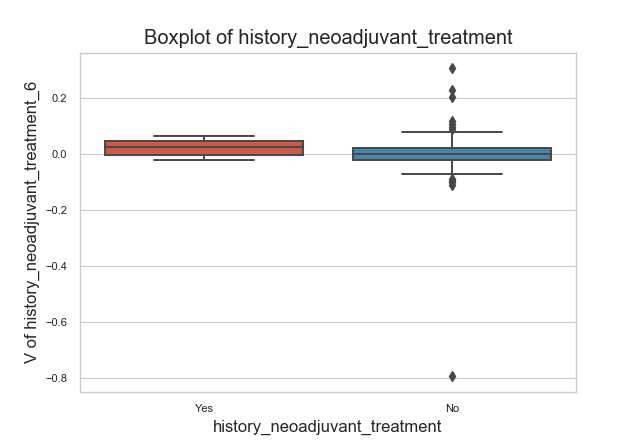 Boxplot of history_neoadjuvant_treatment
V of history_neoadjuvant_treatment_6
0.2
0.0
−0.2
−0.4
−0.6
−0.8
Yes
No
history_neoadjuvant_treatment